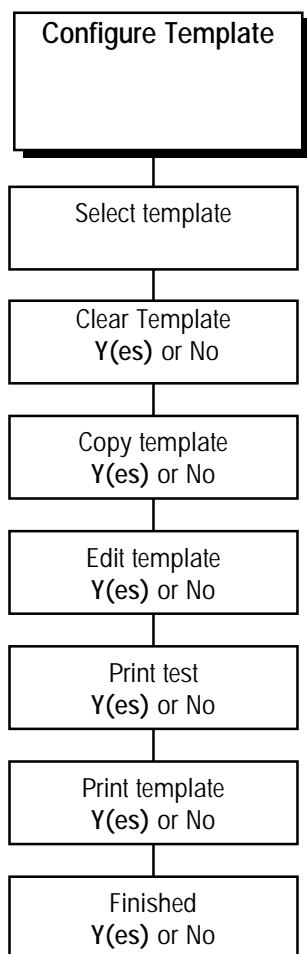 Configure Template
Select template
Clear Template
Y(es) or No
Copy template
Y(es) or No
Edit template
Y(es) or No
Print test
Y(es) or No
Print template
Y(es) or No
Finished
Y(es) or No